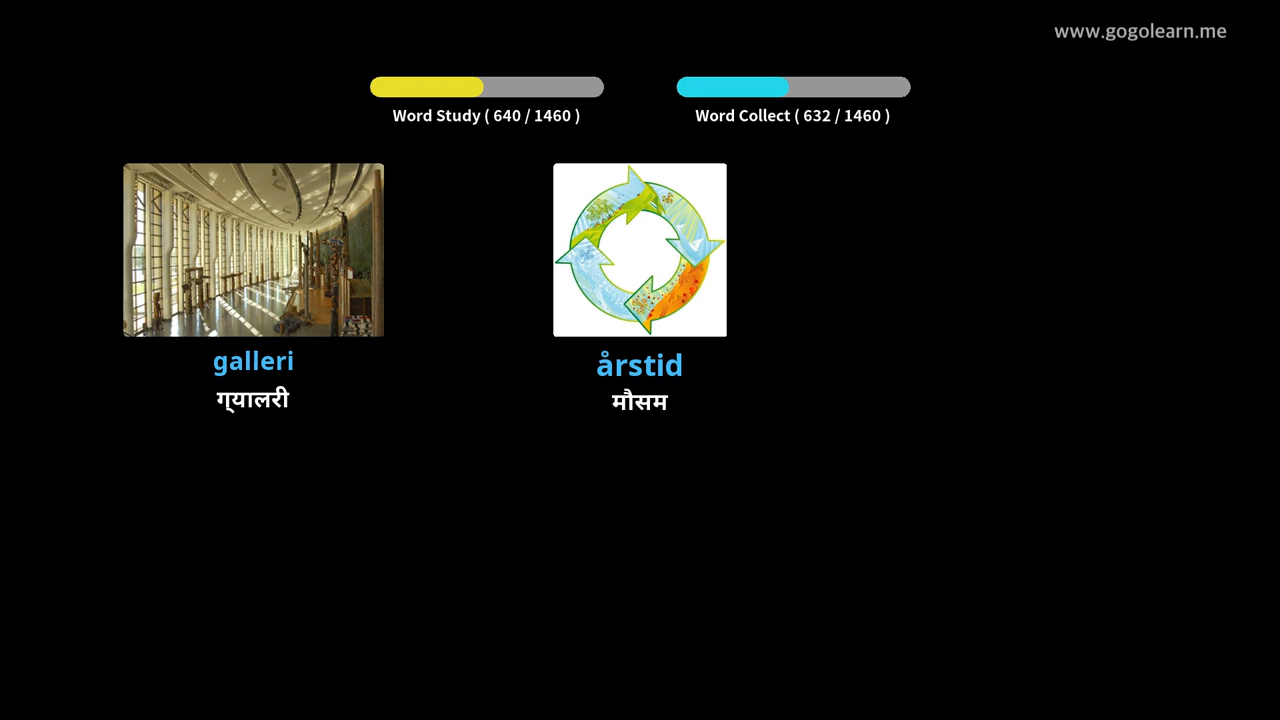 www.gogolearn.me
Word Study ( 640 / 1460 )
Word Collect ( 632 / 1460 )
galleri
ग्यालरी
årstid
मौसम